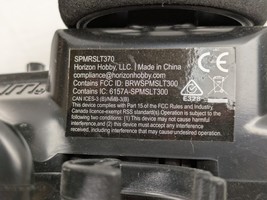 SPMRSLT370
Horizon Hobby, LLC. | Made in China
compliance@horizonhobby.com
Contains FCC ID: BRWSPMSLT300
Contains IC: 6157A-SPMSLT300
CAN ICES-3 (B)/NMB-3(B)
This device complies with Part 15 of the FCC Rules and Industry
Canada licence-exempt RSS standard(s) Operation is subject to the
following two conditions: (1) This device may not cause harmful
interference, and (2) this device must accept any interference
received, including interference that may cause undesired operation.
CE